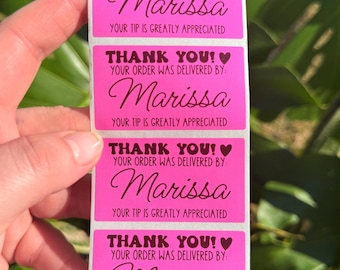 Marissa
YOUR TIP IS GREATLY APPRECIATED
THANK YOU! ♥
YOUR ORDER WAS DELIVERED BY:
Marissa
YOUR TIP IS GREATLY APPRECIATED
THANK YOU! ♥
YOUR ORDER WAS DELIVERED BY:
Marissa
YOUR TIP IS GREATLY APPRECIATED
THANK YOU! ♥
YOUR ORDER WAS DELIVERED BY: